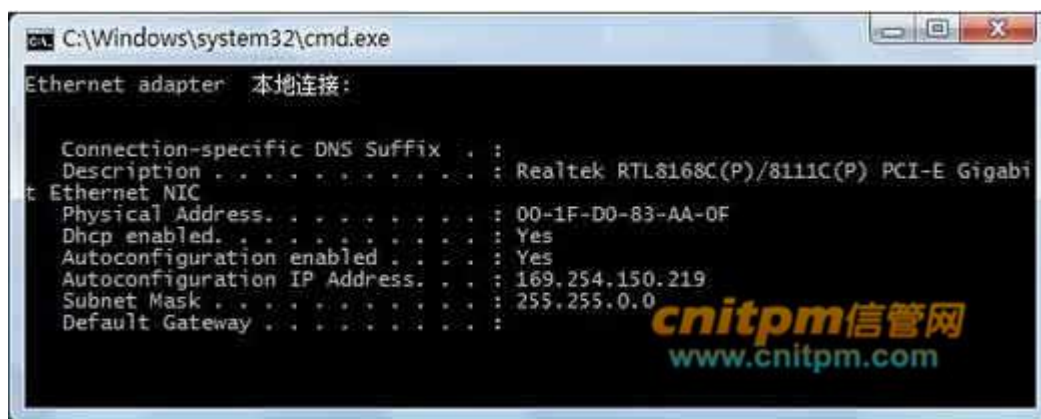 C:\Windows\system32\cmd.exe
Ethernet adapter 本地连接:
Connection-specific DNS Suffix . :
Description . . . . . . . . . . . : Realtek RTL8168C(P)/8111C(P) PCI-E Gigabi
t Ethernet NIC
Physical Address. . . . . . . . . : 00-1F-D0-83-AA-0F
Dhcp enabled. . . . . . . . . . . : Yes
Autoconfiguration enabled . . . . : Yes
Autoconfiguration IP Address. . . : 169.254.150.219
Subnet Mask . . . . . . . . . . . : 255.255.0.0
Default Gateway . . . . . . . . . :
cnitpm信管网
www.cnitpm.com